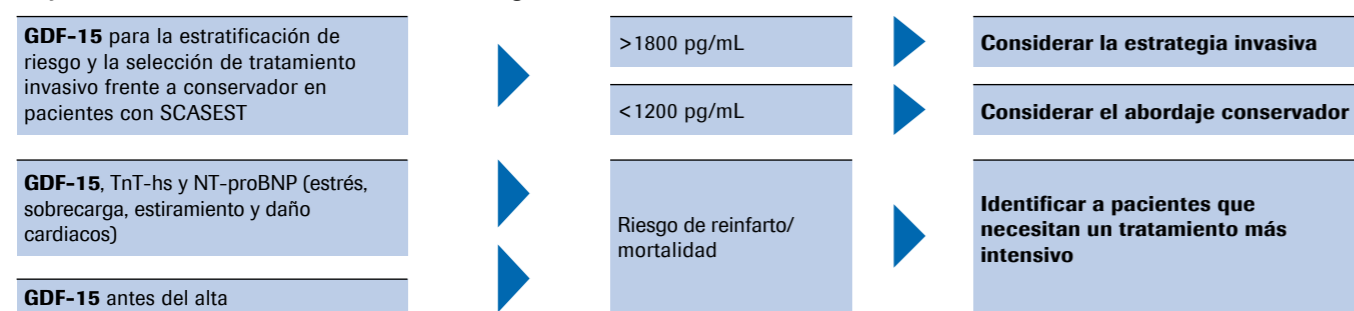 GDF-15 para la estratificación de
riesgo y la selección de tratamiento
invasivo frente a conservador en
pacientes con SCASEST
>1800 pg/mL
Considerar la estrategia invasiva
<1200 pg/mL
Considerar el abordaje conservador
GDF-15, TnT-hs y NT-proBNP (estrés,
sobrecarga, estiramiento y daño
cardiacos)
Riesgo de reinfarto/
mortalidad
Identificar a pacientes que
necesitan un tratamiento más
intensivo
GDF-15 antes del alta